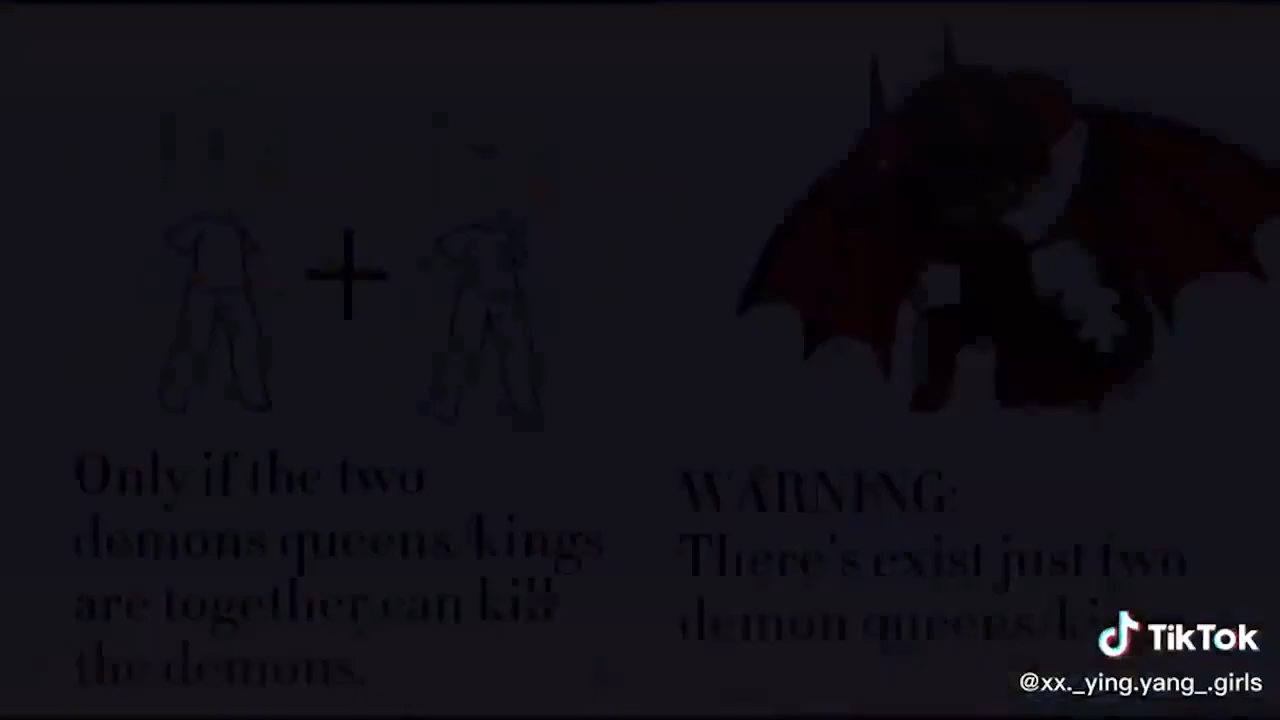 +
Only if the two
demons queens/kings
are together,can kill
the demons.
WARNING:
There's exist just two
demon queens/ki
TikTok
@xx._ying.yang_.girls